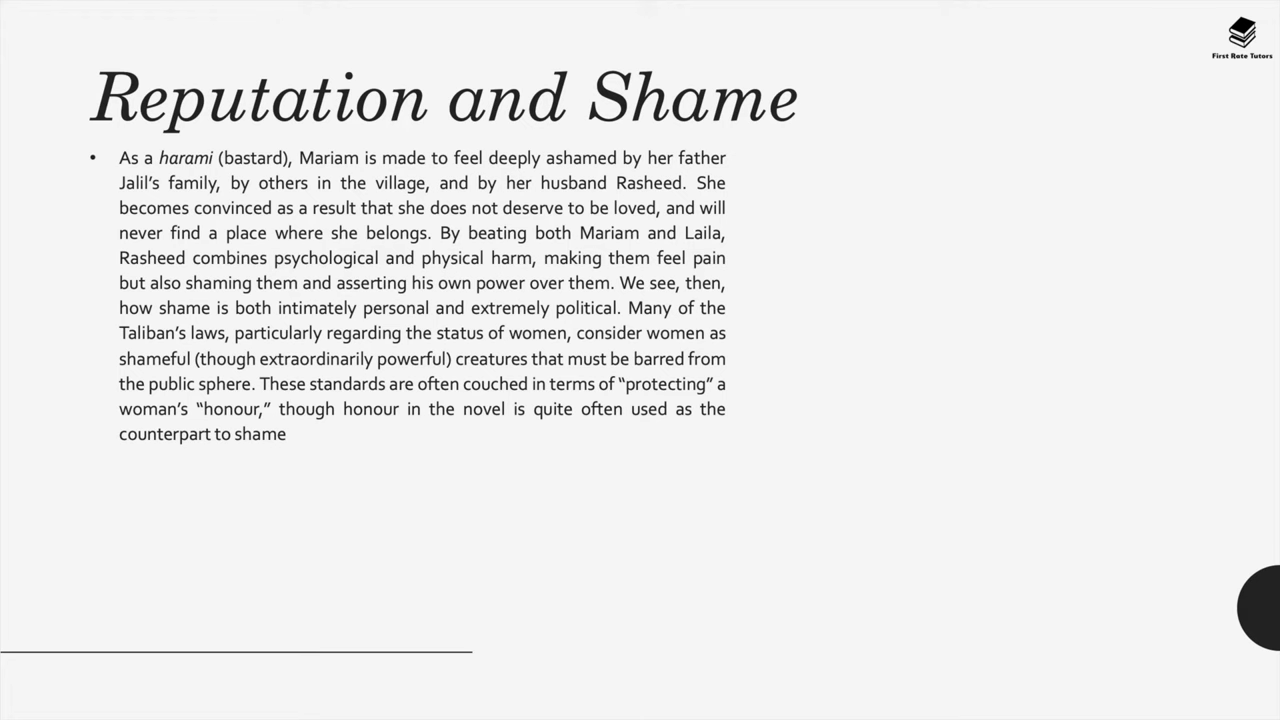 First Rate Tutors
Reputation and Shame
• As a harami (bastard), Mariam is made to feel deeply ashamed by her father
Jalil’s family, by others in the village, and by her husband Rasheed. She
becomes convinced as a result that she does not deserve to be loved, and will
never find a place where she belongs. By beating both Mariam and Laila,
Rasheed combines psychological and physical harm, making them feel pain
but also shaming them and asserting his own power over them. We see, then,
how shame is both intimately personal and extremely political. Many of the
Taliban’s laws, particularly regarding the status of women, consider women as
shameful (though extraordinarily powerful) creatures that must be barred from
the public sphere. These standards are often couched in terms of “protecting” a
woman’s “honour,” though honour in the novel is quite often used as the
counterpart to shame